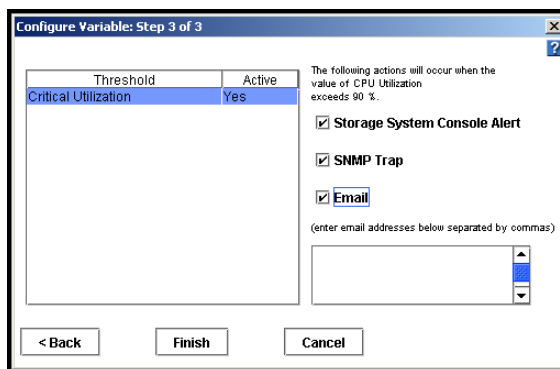 Configure Variable: Step 3 of 3
?
Threshold Active
Critical Utilization Yes
The following actions will occur when the
value of CPU Utilization
exceeds 90 %.
Storage System Console Alert
SNMP Trap
Email
(enter email addresses below separated by commas)
< Back Finish Cancel